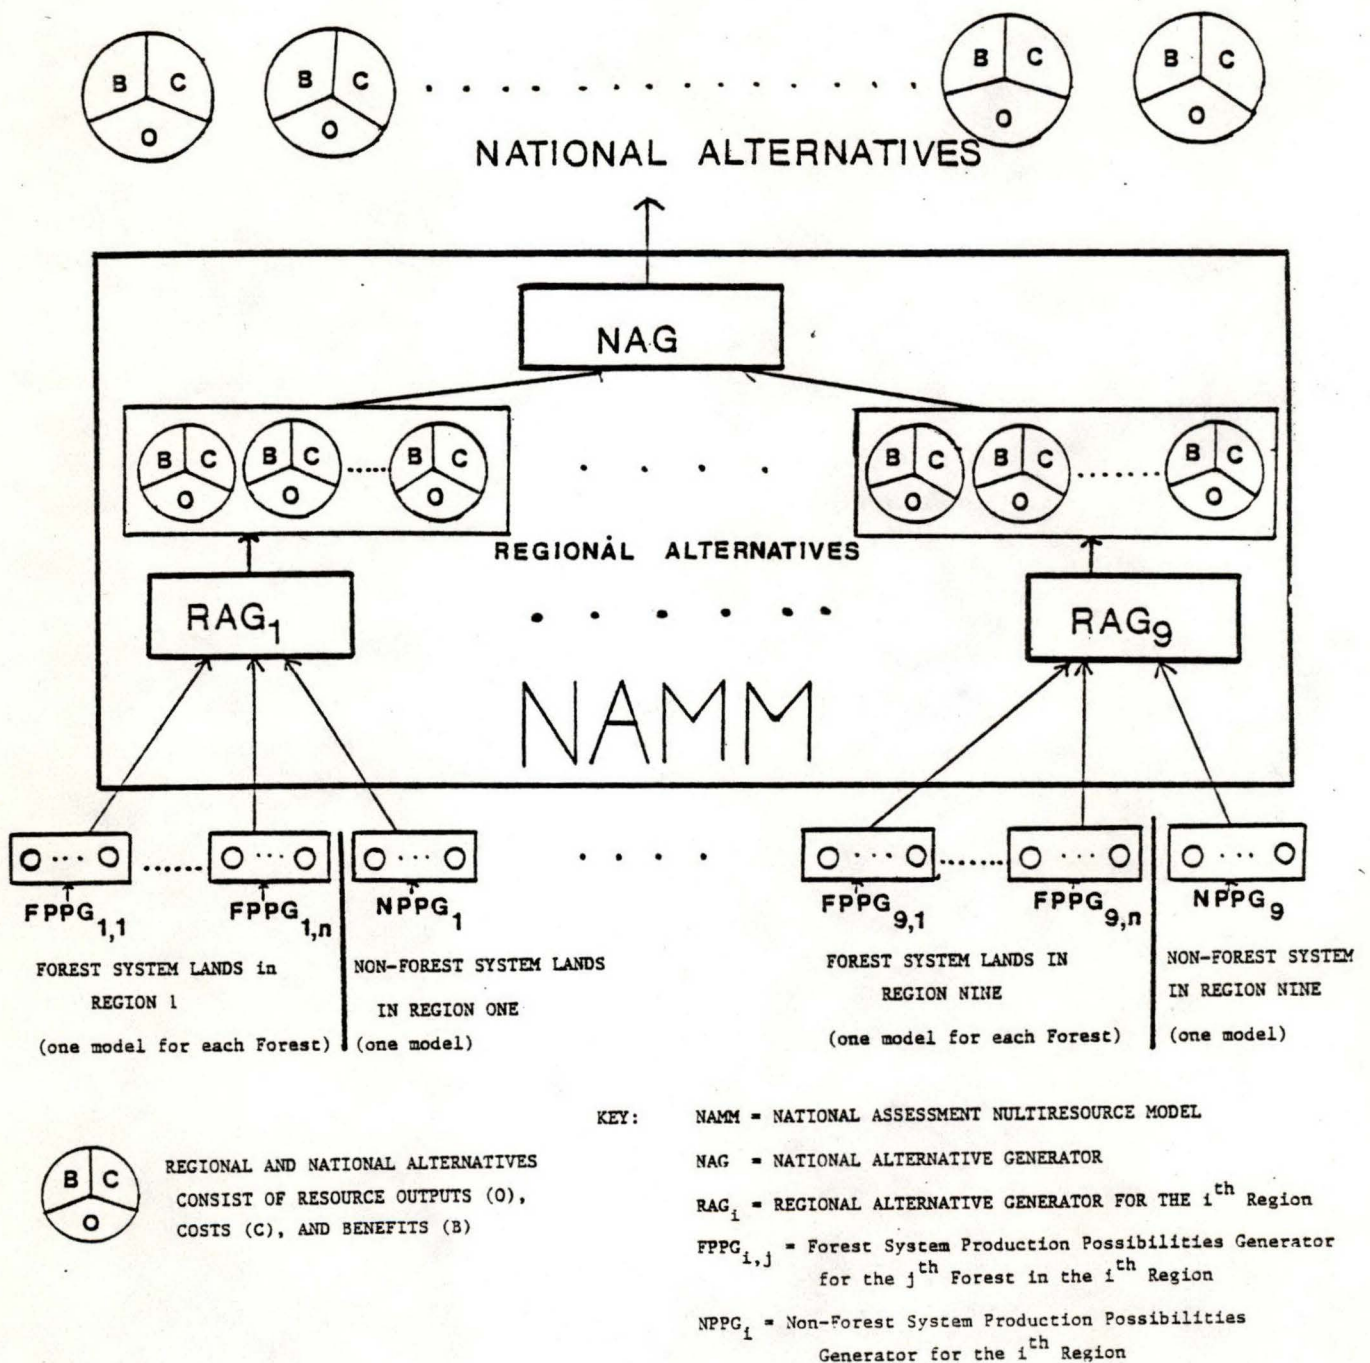 B C O B C O B C O B C O
NATIONAL ALTERNATIVES
NAG
B C O B C O B C O B C O B C O B C O
REGIONAL ALTERNATIVES
RAG1 RAG9
NAMM
FPPG1,1 FPPG1,n NPPG1 FPPG9,1 FPPG9,n NPPG9
FOREST SYSTEM LANDS in
REGION 1
(one model for each Forest)
NON-FOREST SYSTEM LANDS
IN REGION ONE
(one model)
FOREST SYSTEM LANDS IN
REGION NINE
(one model for each Forest)
NON-FOREST SYSTEM
IN REGION NINE
(one model)
B C O
REGIONAL AND NATIONAL ALTERNATIVES
CONSIST OF RESOURCE OUTPUTS (O),
COSTS (C), AND BENEFITS (B)
KEY: NAMM = NATIONAL ASSESSMENT NULTIRESOURCE MODEL
NAG = NATIONAL ALTERNATIVE GENERATOR
RAGi = REGIONAL ALTERNATIVE GENERATOR FOR THE ith Region
FPPGi,j = Forest System Production Possibilities Generator
for the jth Forest in the ith Region
NPPGi = Non-Forest System Production Possibilities
Generator for the ith Region